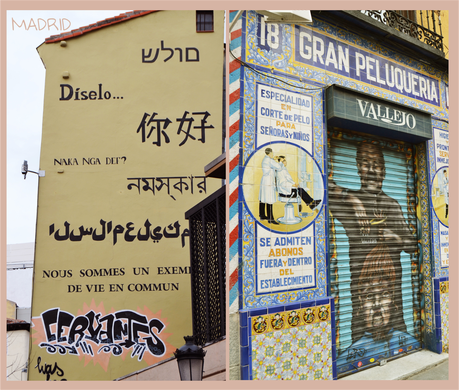 MADRID
שלום
Díselo...
你好
NAKA NGA DEF?
नमस्कार
السلام عليكم
NOUS SOMMES UN EXEMP
DE VIE EN COMMUN
CERVANTES
18 GRAN PELUQUERIA
VALLEJO
ESPECIALIDAD
EN
CORTE DE PELO
PARA
SEÑORAS Y NIÑOS
SE ADMITEN
ABONOS
FUERA Y DENTRO
DEL
ESTABLECIMIENTO